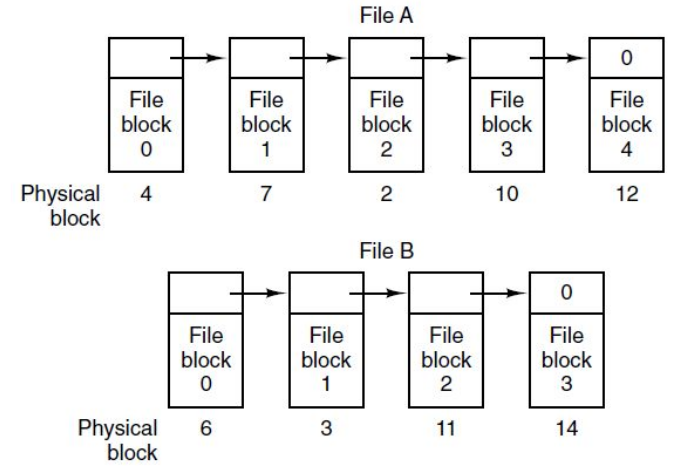 File A
0
File File File File File
block block block block block
0 1 2 3 4
Physical 4 7 2 10 12
block
File B
0
File File File File
block block block block
0 1 2 3
Physical 6 3 11 14
block